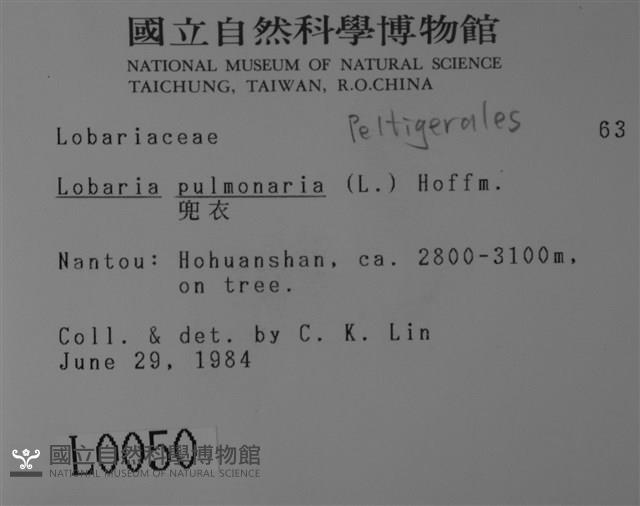 國立自然科學博物館
NATIONAL MUSEUM OF NATURAL SCIENCE
TAICHUNG, TAIWAN, R.O.CHINA
Peltigerales
Lobariaceae 63
Lobaria pulmonaria (L.) Hoffm.
兜衣
Nantou: Hohuanshan, ca. 2800-3100m,
on tree.
Coll. & det. by C. K. Lin
June 29, 1984
L0050
國立自然科學博物館
NATIONAL MUSEUM OF NATURAL SCIENCE